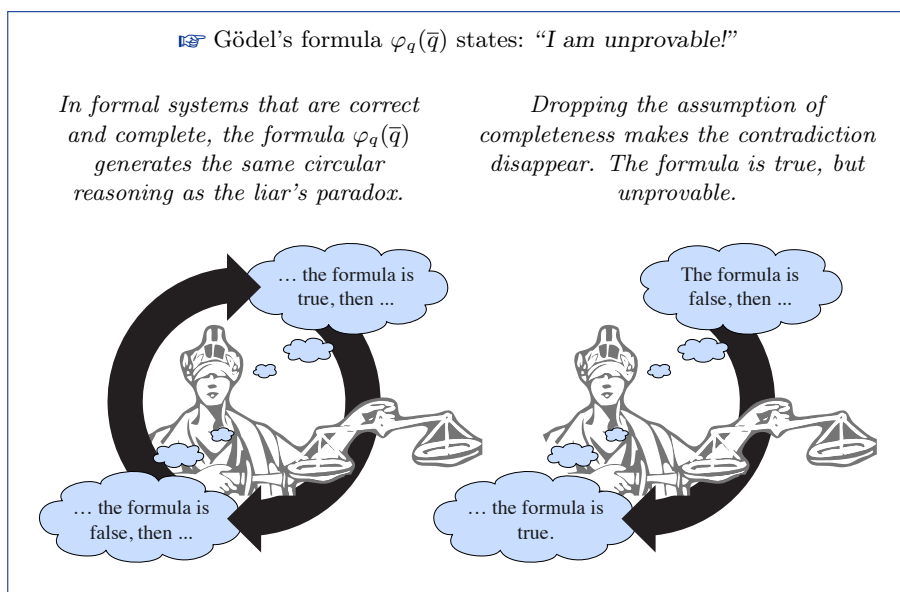 ☞ Gödel's formula φ_q(q̅) states: “I am unprovable!”
In formal systems that are correct
and complete, the formula φ_q(q̅)
generates the same circular
reasoning as the liar's paradox.
Dropping the assumption of
completeness makes the contradiction
disappear. The formula is true, but
unprovable.
... the formula is
true, then ...
... the formula is
false, then ...
The formula is
false, then ...
... the formula is
true.